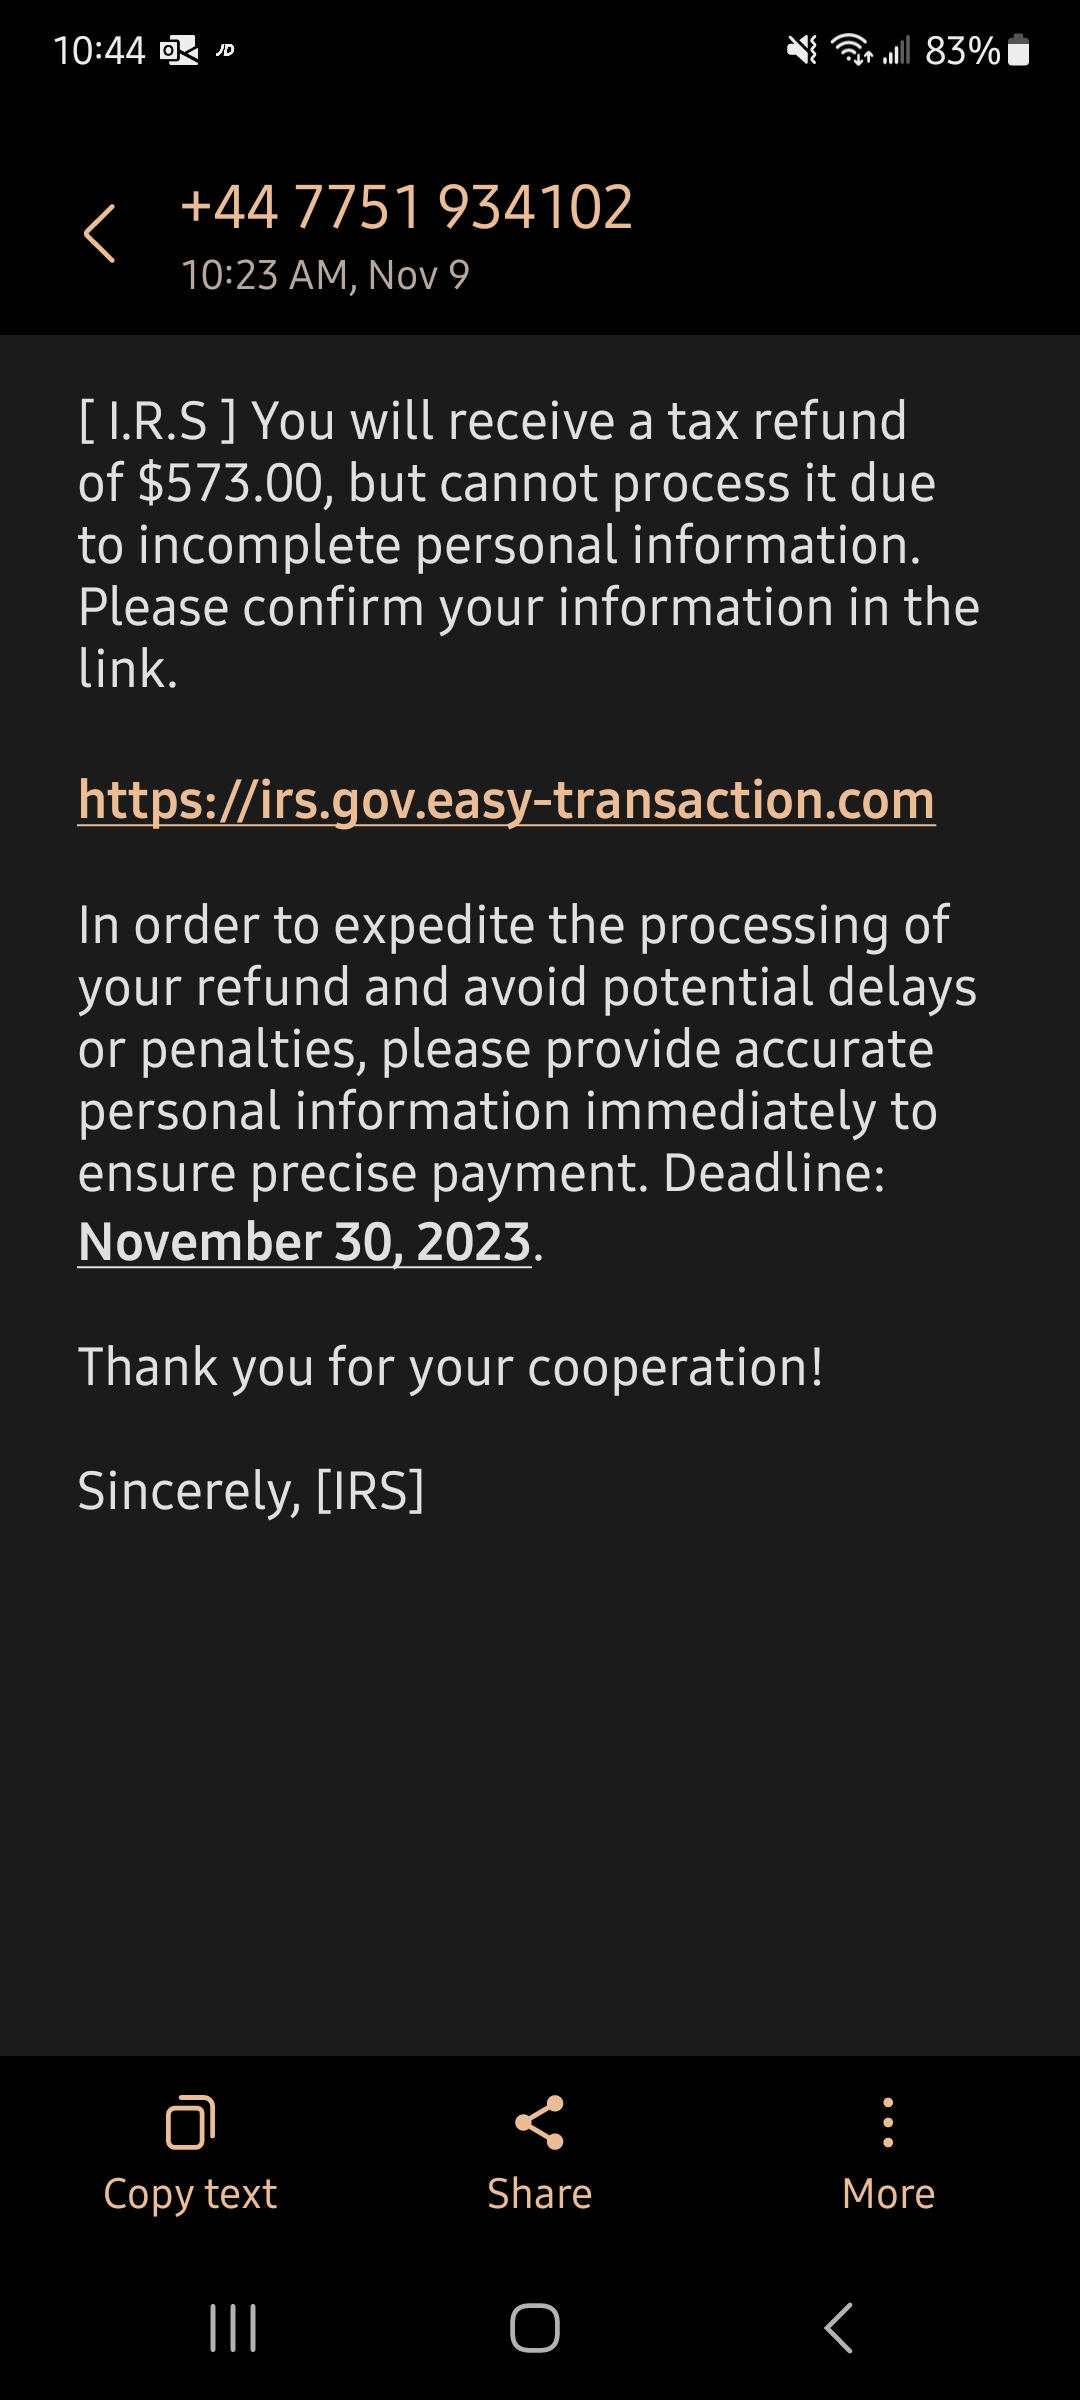 10:44
83%
+44 7751 934102
10:23 AM, Nov 9
[ I.R.S ] You will receive a tax refund
of $573.00, but cannot process it due
to incomplete personal information.
Please confirm your information in the
link.
https://irs.gov.easy-transaction.com
In order to expedite the processing of
your refund and avoid potential delays
or penalties, please provide accurate
personal information immediately to
ensure precise payment. Deadline:
November 30, 2023.
Thank you for your cooperation!
Sincerely, [IRS]
Copy text
Share
More